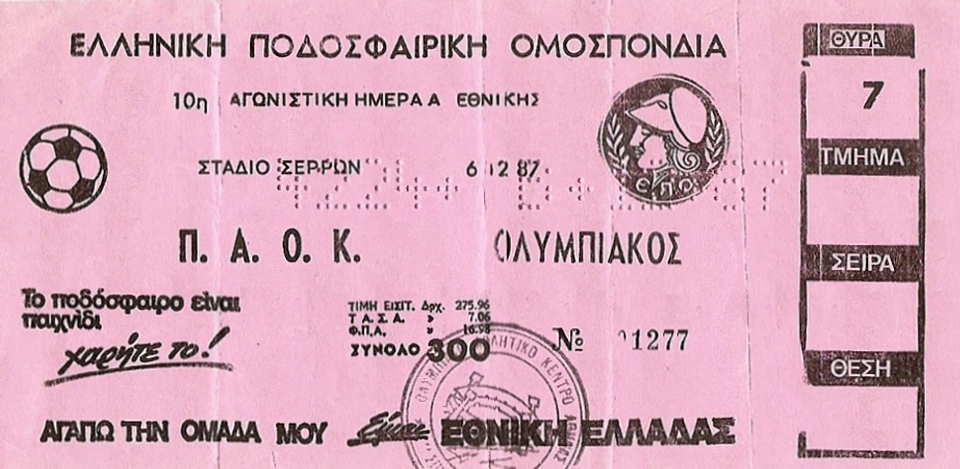 ΕΛΛΗΝΙΚΗ ΠΟΔΟΣΦΑΙΡΙΚΗ ΟΜΟΣΠΟΝΔΙΑ
10η ΑΓΩΝΙΣΤΙΚΗ ΗΜΕΡΑ Α ΕΘΝΙΚΗΣ
ΣΤΑΔΙΟ ΣΕΡΡΩΝ 6 12 87
ΕΠΟ
Π. Α. Ο. Κ. ΟΛΥΜΠΙΑΚΟΣ
Το ποδόσφαιρο είναι
παιχνίδι
χαρήτε το!
ΤΙΜΗ ΕΙΣΙΤ. Δρχ. 275.96
Τ Α. Σ. Α. » 7.06
Φ.Π.Α. » 16.98
ΣΥΝΟΛΟ 300
№ 01277
ΑΓΑΠΩ ΤΗΝ ΟΜΑΔΑ ΜΟΥ Είμαι ΕΘΝΙΚΗ ΕΛΛΑΔΑΣ
ΘΥΡΑ
7
ΤΜΗΜΑ
ΣΕΙΡΑ
ΘΕΣΗ